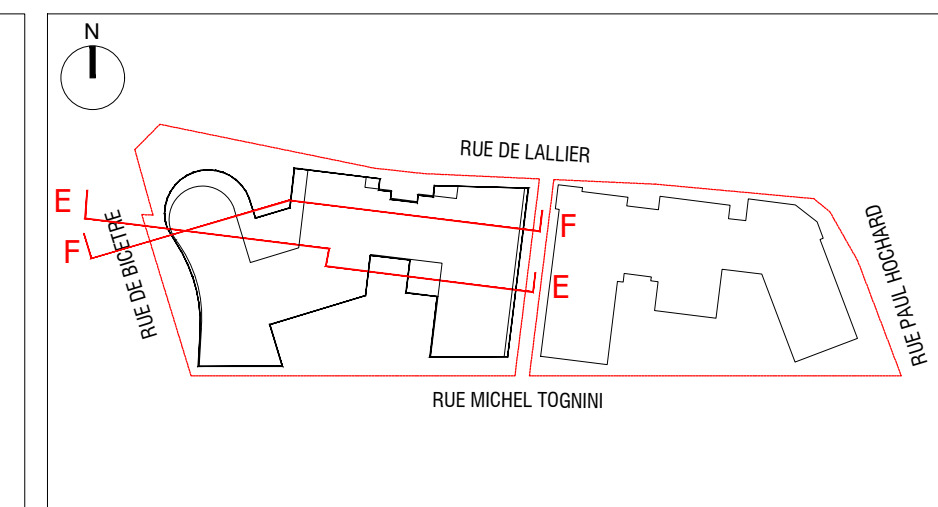 N
RUE DE LALLIER
E
F
RUE DE BICETRE
F
E
RUE PAUL HOCHARD
RUE MICHEL TOGNINI